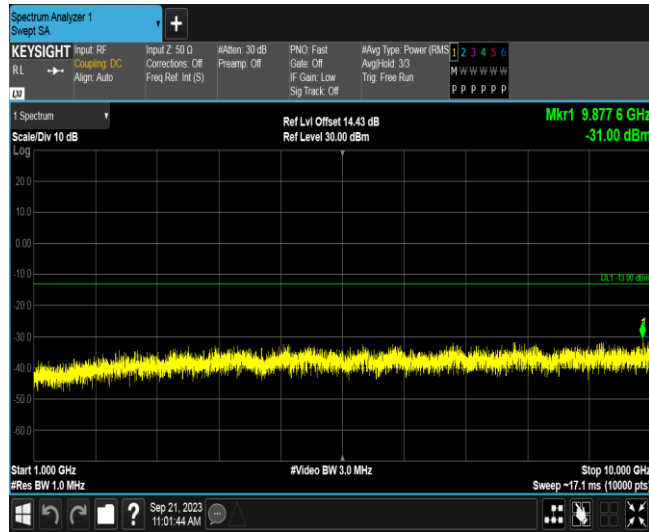 Spectrum Analyzer 1
Swept SA
+
KEYSIGHT
RL
LXI
Input: RF
Coupling: DC
Align: Auto
Input Z: 50 Ω
Corrections: Off
Freq Ref: Int (S)
#Atten: 30 dB
Preamp: Off
PNO: Fast
Gate: Off
IF Gain: Low
Sig Track: Off
#Avg Type: Power (RMS
Avg|Hold: 3/3
Trig: Free Run
1 2 3 4 5 6
M W W W W W
P P P P P P
1 Spectrum
Scale/Div 10 dB
Log
Ref Lvl Offset 14.43 dB
Ref Level 30.00 dBm
Mkr1 9.877 6 GHz
-31.00 dBm
20.0
10.0
0.00
-10.0
DL1 -13.00 dBm
-20.0
-30.0
1
-40.0
-50.0
-60.0
Start 1.000 GHz
#Res BW 1.0 MHz
#Video BW 3.0 MHz
Stop 10.000 GHz
Sweep ~17.1 ms (10000 pts)
?
Sep 21, 2023
11:01:44 AM